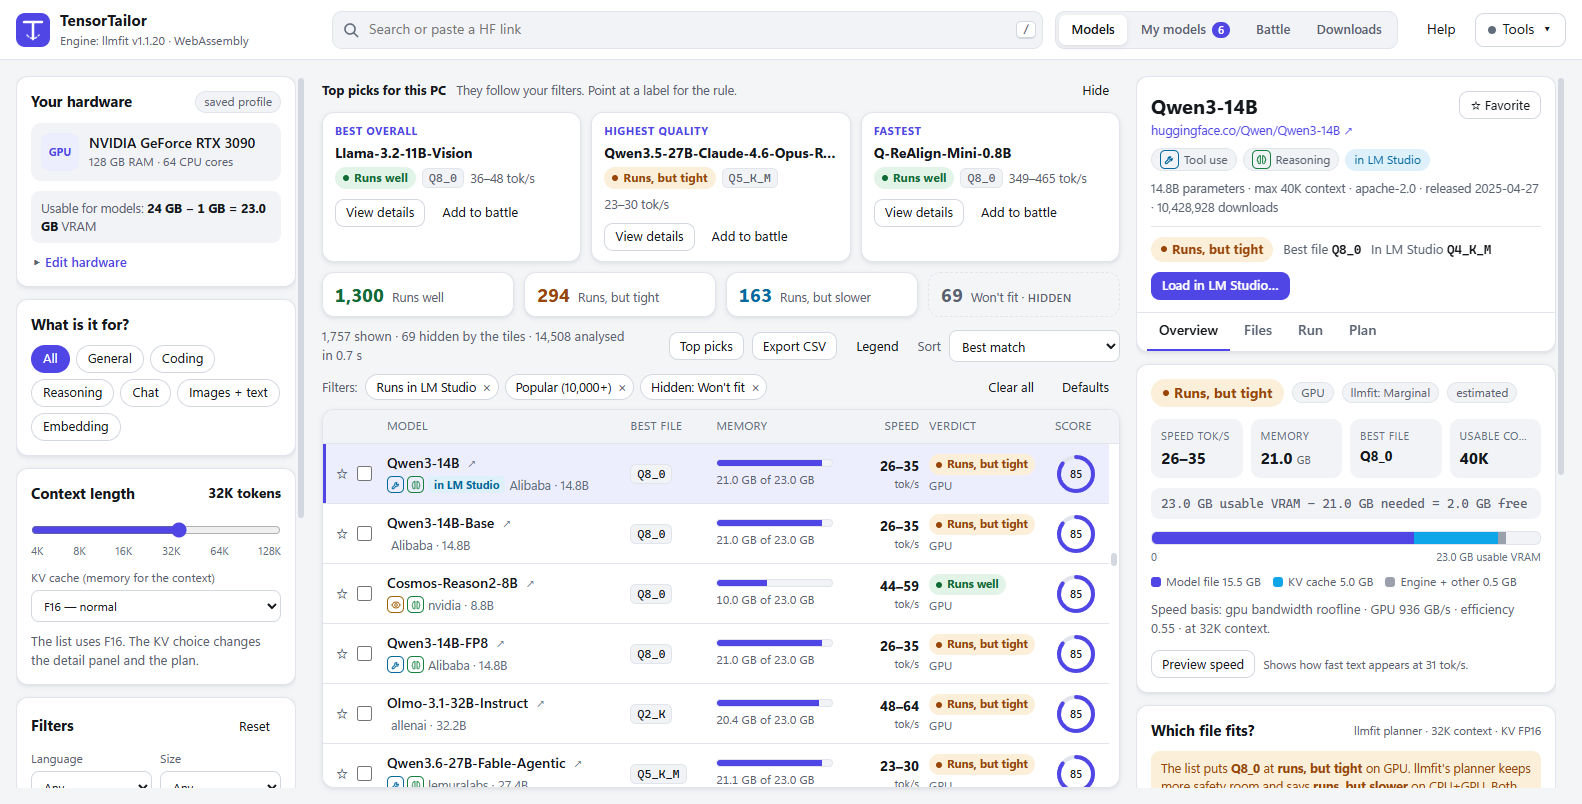 TensorTailor
Engine: llmfit v1.1.20 · WebAssembly
Search or paste a HF link
/
Models
My models 6
Battle
Downloads
Help
Tools ▾
Your hardware
saved profile
GPU
NVIDIA GeForce RTX 3090
128 GB RAM · 64 CPU cores
Usable for models: 24 GB − 1 GB = 23.0
GB VRAM
▸ Edit hardware
What is it for?
All
General
Coding
Reasoning
Chat
Images + text
Embedding
Context length
32K tokens
4K
8K
16K
32K
64K
128K
KV cache (memory for the context)
F16 — normal
The list uses F16. The KV choice changes
the detail panel and the plan.
Filters
Reset
Language
Size
Any
Any
Top picks for this PC They follow your filters. Point at a label for the rule.
Hide
BEST OVERALL
Llama-3.2-11B-Vision
Runs well Q8_0 36–48 tok/s
View details Add to battle
HIGHEST QUALITY
Qwen3.5-27B-Claude-4.6-Opus-R...
Runs, but tight Q5_K_M
23–30 tok/s
View details Add to battle
FASTEST
Q-ReAlign-Mini-0.8B
Runs well Q8_0 349–465 tok/s
View details Add to battle
1,300 Runs well
294 Runs, but tight
163 Runs, but slower
69 Won't fit · HIDDEN
1,757 shown · 69 hidden by the tiles · 14,508 analysed
in 0.7 s
Top picks
Export CSV
Legend
Sort
Best match
Filters:
Runs in LM Studio ×
Popular (10,000+) ×
Hidden: Won't fit ×
Clear all
Defaults
MODEL BEST FILE MEMORY SPEED VERDICT SCORE
☆ Qwen3-14B ↗
in LM Studio Alibaba · 14.8B
Q8_0
21.0 GB of 23.0 GB
26–35
tok/s
Runs, but tight
GPU
85
☆ Qwen3-14B-Base ↗
Alibaba · 14.8B
Q8_0
21.0 GB of 23.0 GB
26–35
tok/s
Runs, but tight
GPU
85
☆ Cosmos-Reason2-8B ↗
nvidia · 8.8B
Q8_0
10.0 GB of 23.0 GB
44–59
tok/s
Runs well
GPU
85
☆ Qwen3-14B-FP8 ↗
Alibaba · 14.8B
Q8_0
21.0 GB of 23.0 GB
26–35
tok/s
Runs, but tight
GPU
85
☆ Olmo-3.1-32B-Instruct ↗
allenai · 32.2B
Q2_K
20.4 GB of 23.0 GB
48–64
tok/s
Runs, but tight
GPU
85
☆ Qwen3.6-27B-Fable-Agentic ↗
lemuralabs · 27.4B
Q5_K_M
21.1 GB of 23.0 GB
23–30
tok/s
Runs, but tight
GPU
85
Qwen3-14B
☆ Favorite
huggingface.co/Qwen/Qwen3-14B ↗
Tool use
Reasoning
in LM Studio
14.8B parameters · max 40K context · apache-2.0 · released 2025-04-27
· 10,428,928 downloads
Runs, but tight Best file Q8_0 In LM Studio Q4_K_M
Load in LM Studio...
Overview
Files
Run
Plan
Runs, but tight
GPU
llmfit: Marginal
estimated
SPEED TOK/S
26–35
MEMORY
21.0 GB
BEST FILE
Q8_0
USABLE CO...
40K
23.0 GB usable VRAM − 21.0 GB needed = 2.0 GB free
0
23.0 GB usable VRAM
Model file 15.5 GB
KV cache 5.0 GB
Engine + other 0.5 GB
Speed basis: gpu bandwidth roofline · GPU 936 GB/s · efficiency
0.55 · at 32K context.
Preview speed
Shows how fast text appears at 31 tok/s.
Which file fits?
llmfit planner · 32K context · KV FP16
The list puts Q8_0 at runs, but tight on GPU. llmfit's planner keeps
more safety room and says runs, but slower on CPU+GPU. Both